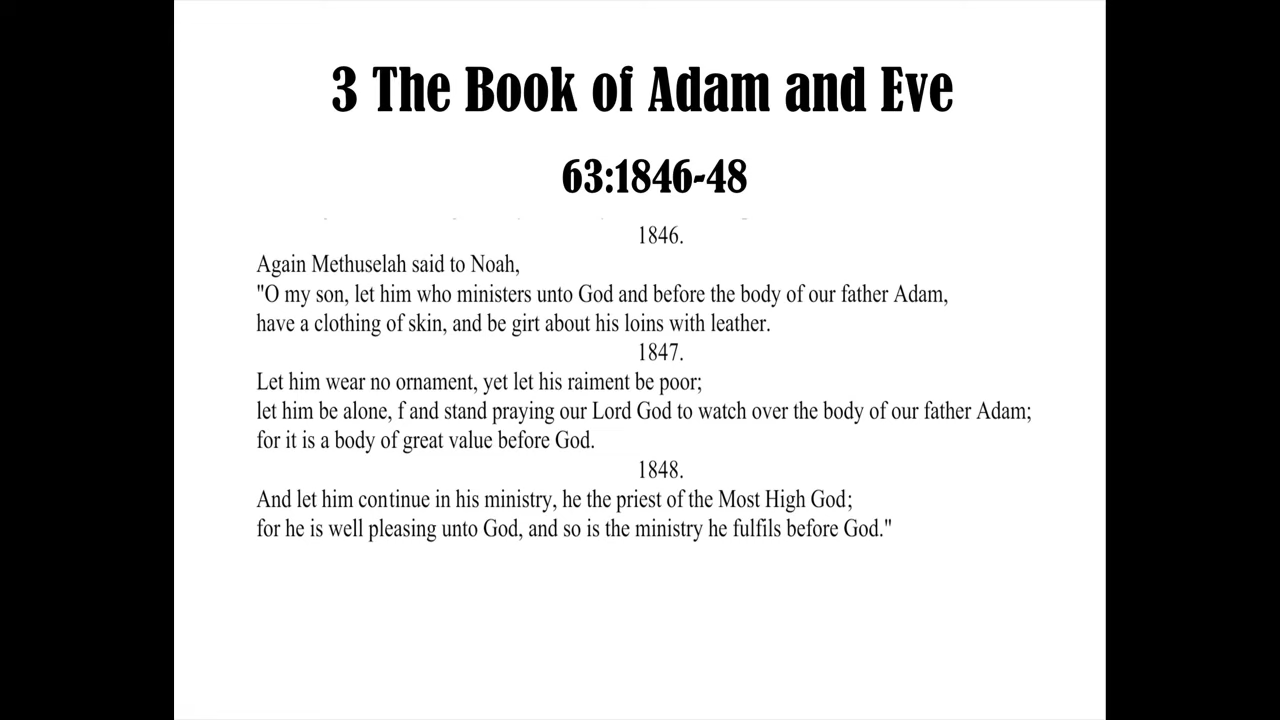 3 The Book of Adam and Eve
63:1846-48
1846.
Again Methuselah said to Noah,
"O my son, let him who ministers unto God and before the body of our father Adam,
have a clothing of skin, and be girt about his loins with leather.
1847.
Let him wear no ornament, yet let his raiment be poor;
let him be alone, f and stand praying our Lord God to watch over the body of our father Adam;
for it is a body of great value before God.
1848.
And let him continue in his ministry, he the priest of the Most High God;
for he is well pleasing unto God, and so is the ministry he fulfils before God."